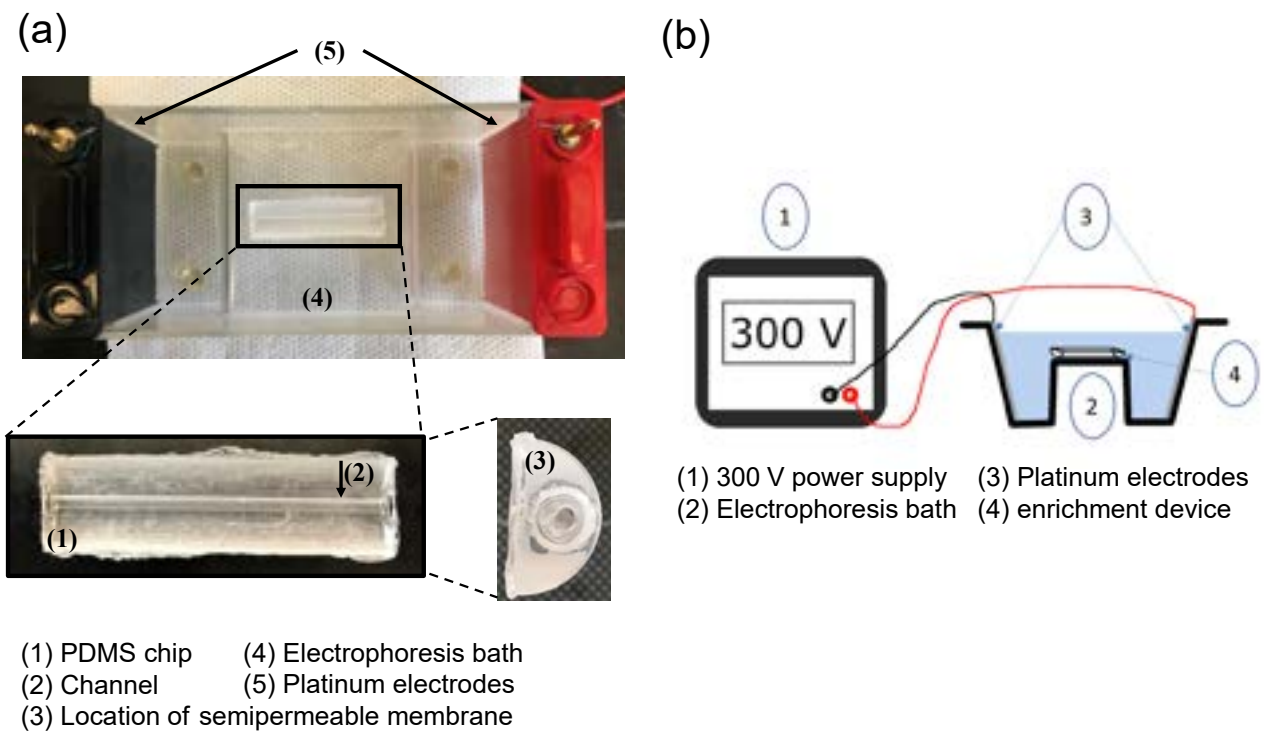 (a)
(5)
(4)
(2)
(3)
(1)
(1) PDMS chip (4) Electrophoresis bath
(2) Channel (5) Platinum electrodes
(3) Location of semipermeable membrane
(b)
1
3
300 V
4
2
(1) 300 V power supply (3) Platinum electrodes
(2) Electrophoresis bath (4) enrichment device